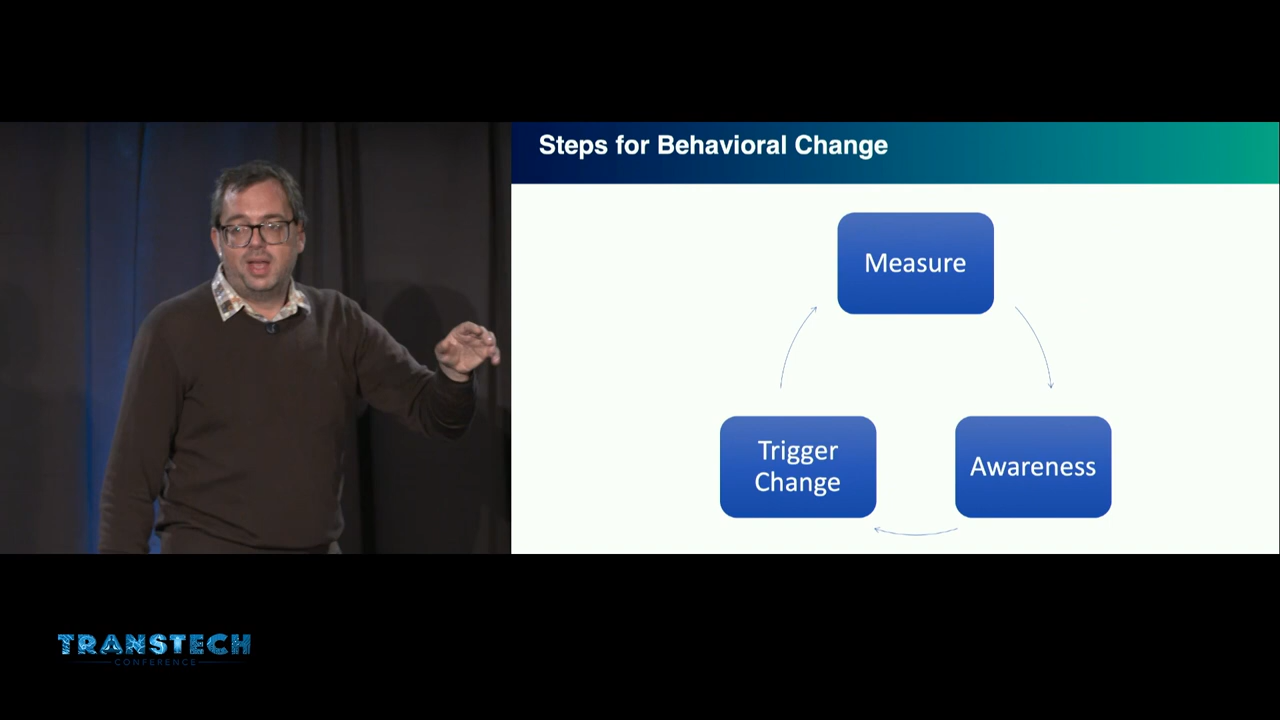 Steps for Behavioral Change
Measure
Trigger
Change
Awareness
TRANSTECH
CONFERENCE